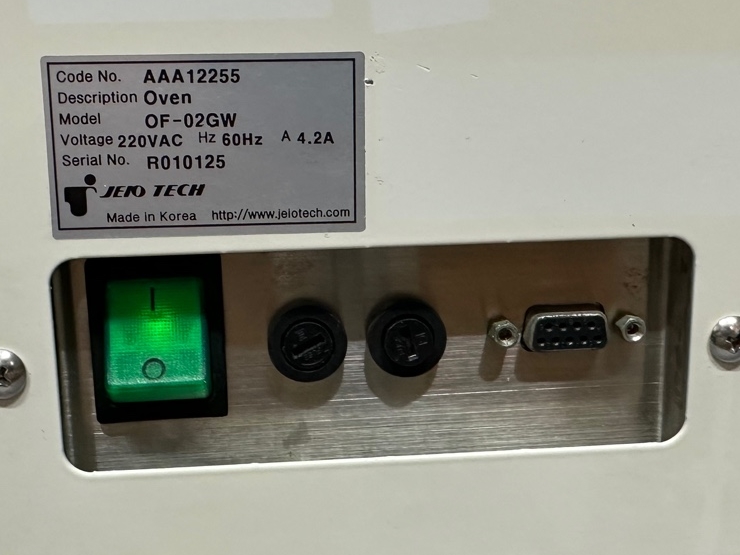 Code No. AAA12255
Description Oven
Model OF-02GW
Voltage 220VAC Hz 60Hz A 4.2A
Serial No. R010125
JEIO TECH
Made in Korea http://www.jeiotech.com
I
O